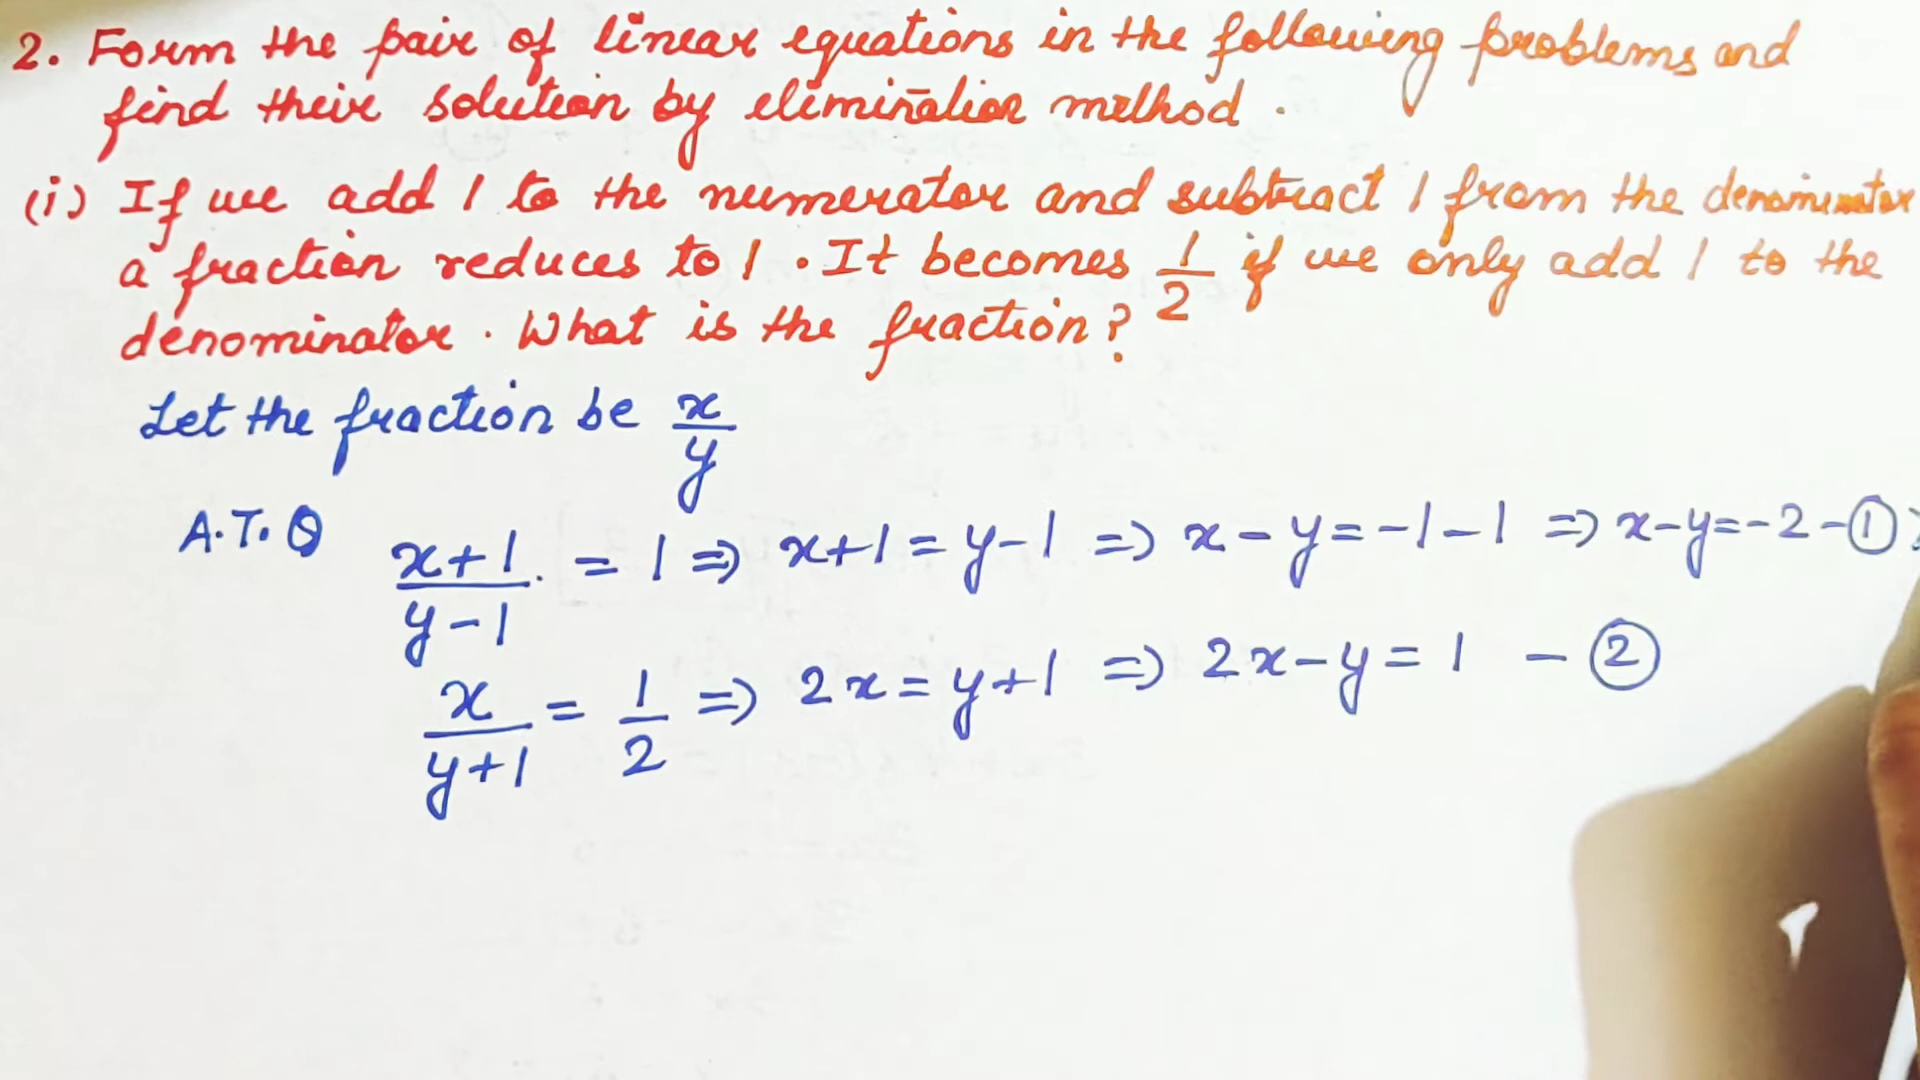 2. Form the pair of linear equations in the following problems and
find their solution by elimination method.
(i) If we add 1 to the numerator and subtract 1 from the denominator
a fraction reduces to 1. It becomes 1/2 if we only add 1 to the
denominator. What is the fraction?
Let the fraction be x/y
A.T.Q (x+1)/(y-1) = 1 => x+1 = y-1 => x-y = -1-1 => x-y = -2 - ①
x/(y+1) = 1/2 => 2x = y+1 => 2x-y = 1 - ②